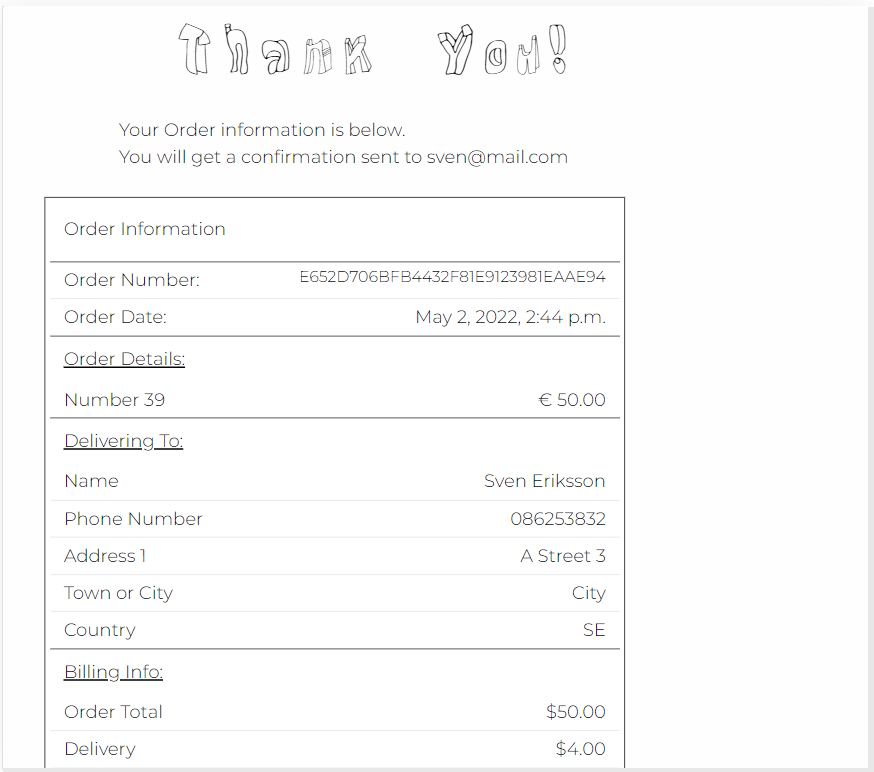 Thank You!
Your Order information is below.
You will get a confirmation sent to sven@mail.com
Order Information
Order Number: E652D706BFB4432F81E9123981EAAE94
Order Date: May 2, 2022, 2:44 p.m.
Order Details:
Number 39 € 50.00
Delivering To:
Name Sven Eriksson
Phone Number 086253832
Address 1 A Street 3
Town or City City
Country SE
Billing Info:
Order Total $50.00
Delivery $4.00